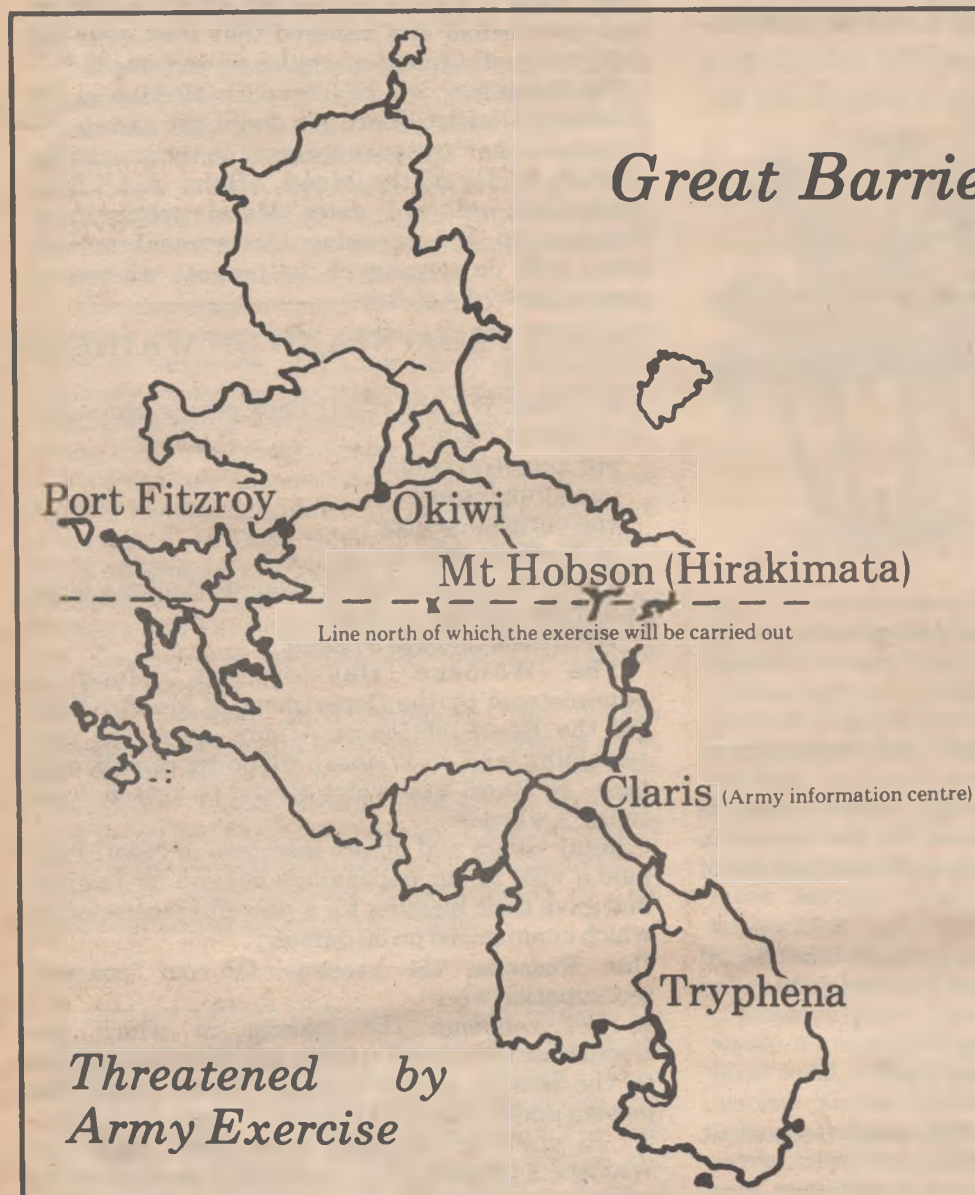 Great Barrie
Port Fitzroy
Okiwi
Mt Hobson (Hirakimata)
Line north of which the exercise will be carried out
Claris (Army information centre)
Tryphena
Threatened by
Army Exercise